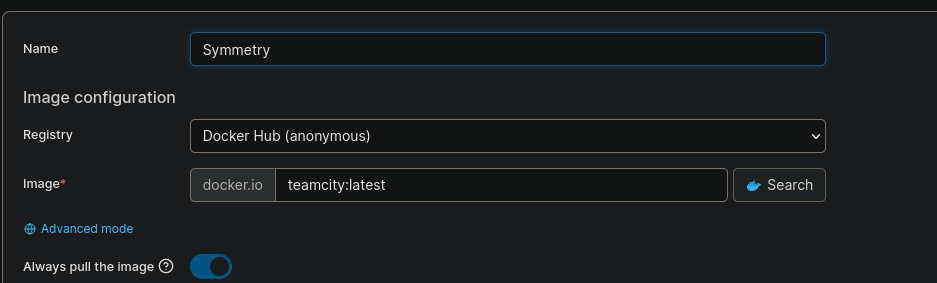 Name Symmetry
Image configuration
Registry Docker Hub (anonymous)
Image* docker.io teamcity:latest Search
Advanced mode
Always pull the image ?